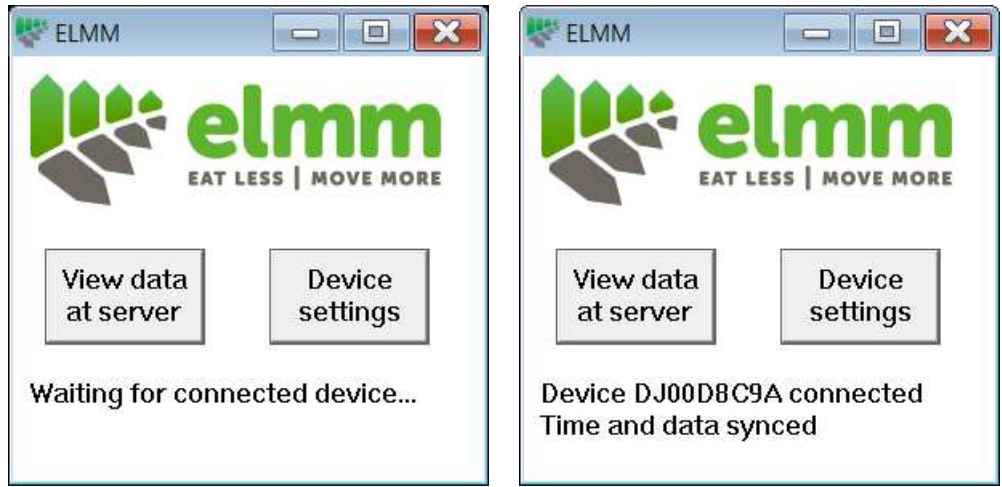 ELMM
elmm
EAT LESS | MOVE MORE
View data
at server
Device
settings
Waiting for connected device...
ELMM
elmm
EAT LESS | MOVE MORE
View data
at server
Device
settings
Device DJ00D8C9A connected
Time and data synced